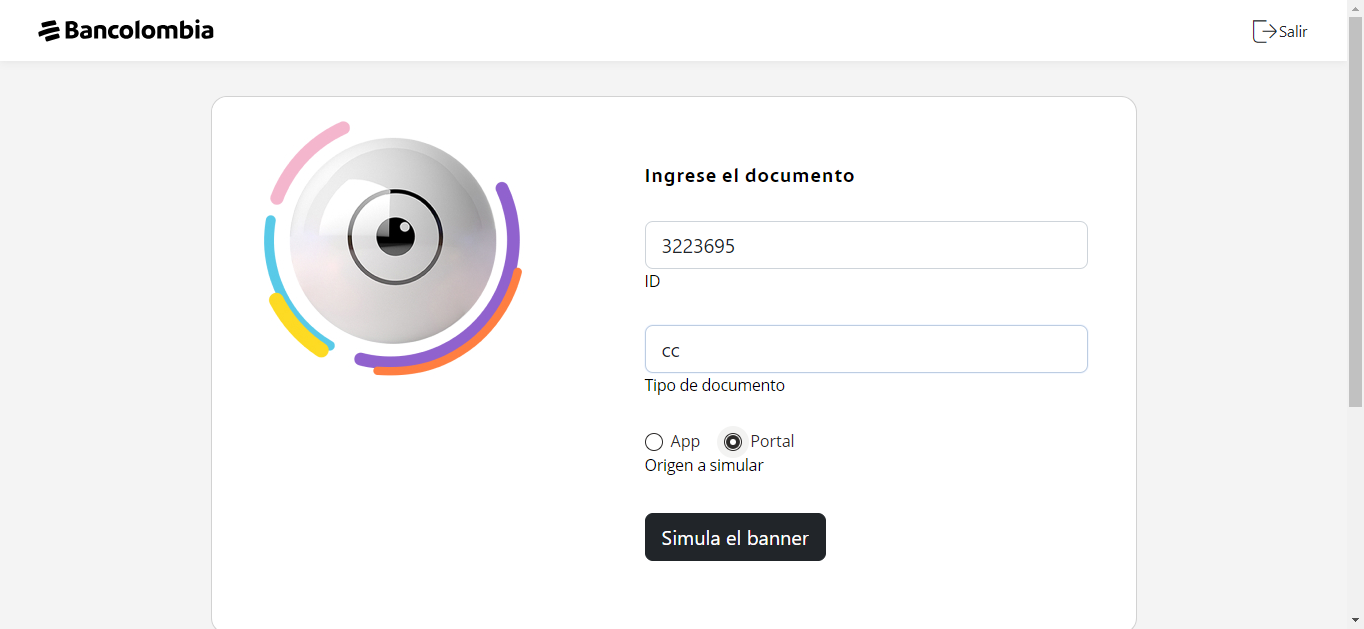 Bancolombia
Salir
Ingrese el documento
3223695
ID
cc
Tipo de documento
App Portal
Origen a simular
Simula el banner